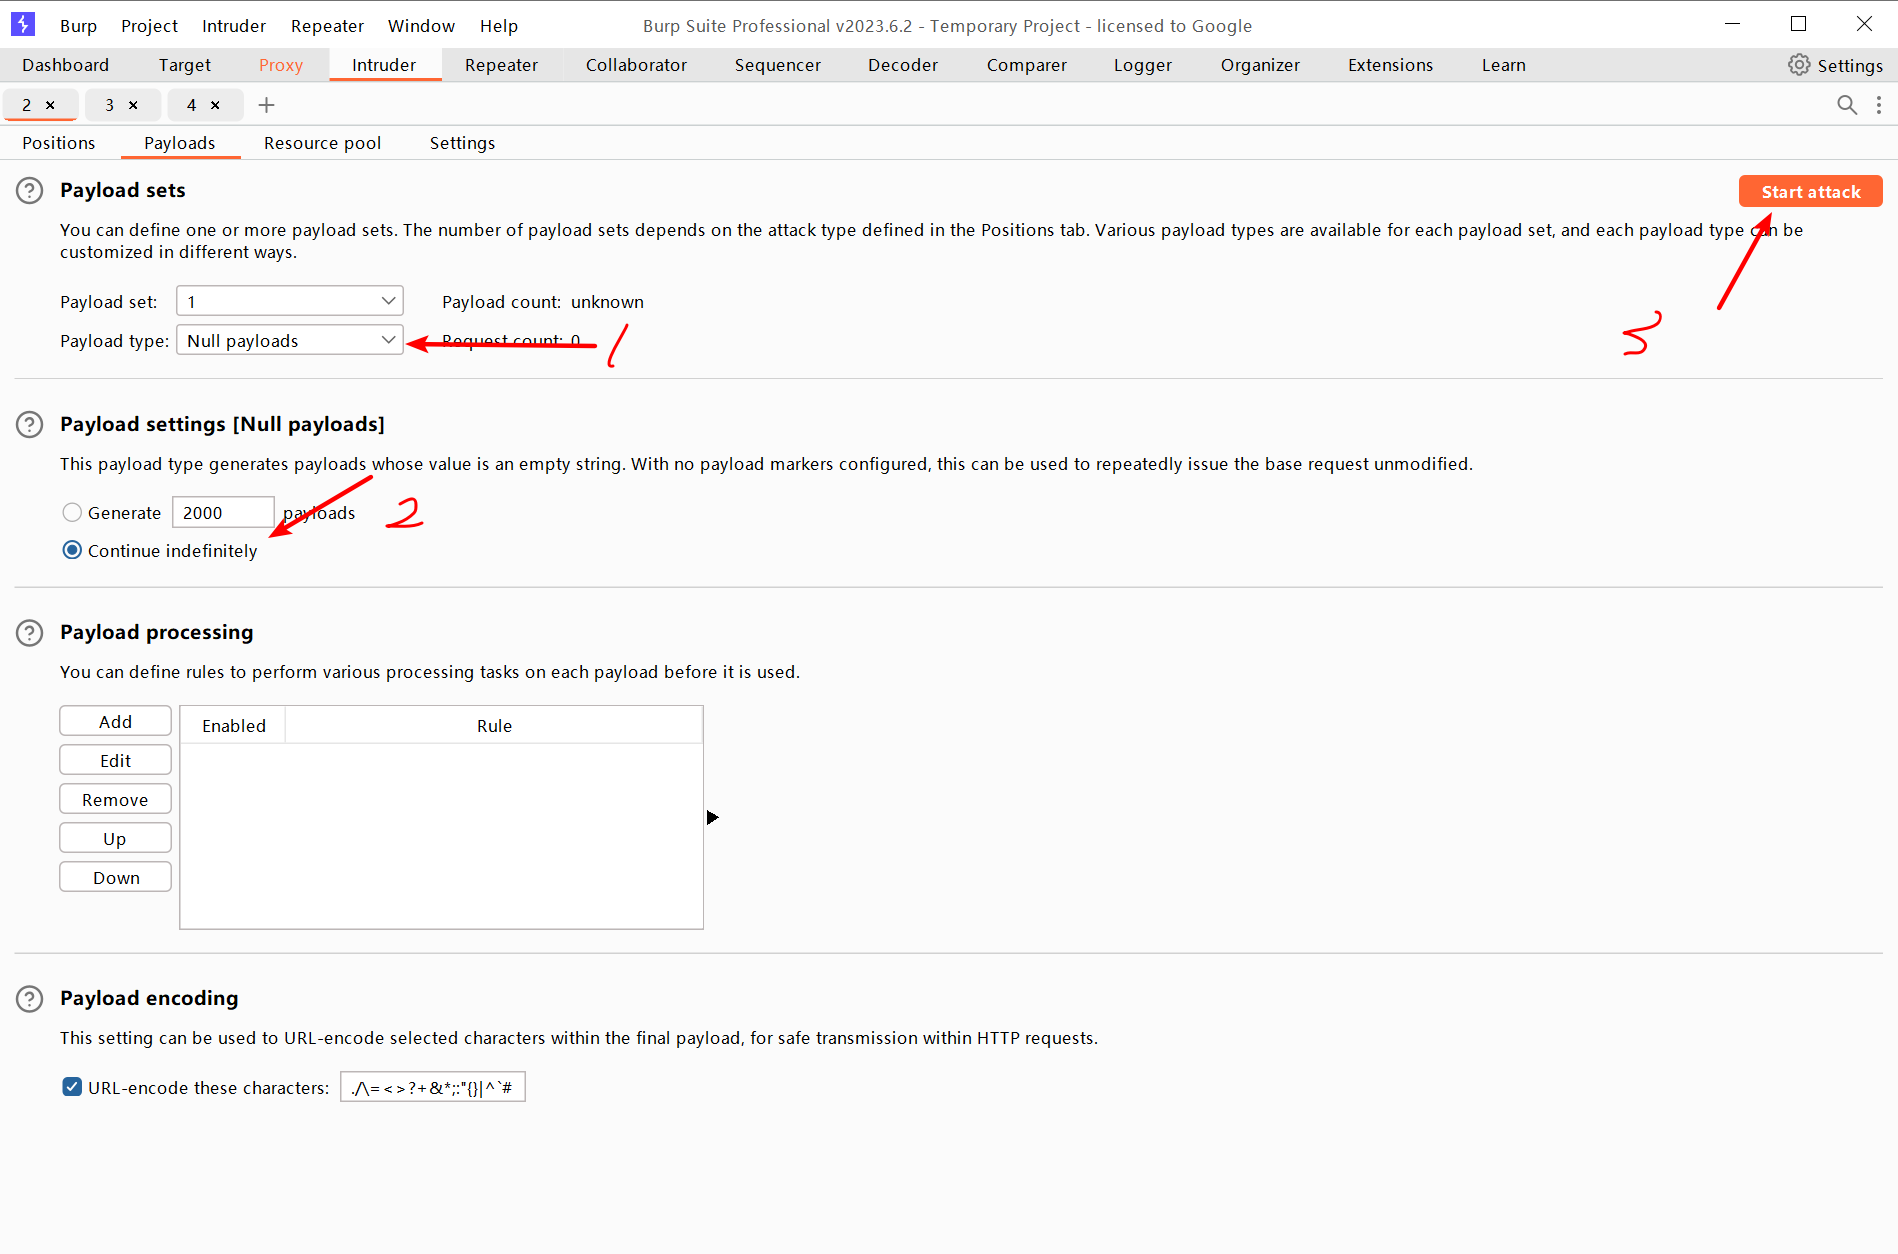 Burp Project Intruder Repeater Window Help Burp Suite Professional v2023.6.2 - Temporary Project - licensed to Google
Dashboard Target Proxy Intruder Repeater Collaborator Sequencer Decoder Comparer Logger Organizer Extensions Learn Settings
2 × 3 × 4 × +
Positions Payloads Resource pool Settings
? Payload sets Start attack
You can define one or more payload sets. The number of payload sets depends on the attack type defined in the Positions tab. Various payload types are available for each payload set, and each payload type can be
customized in different ways.
Payload set: 1 Payload count: unknown
Payload type: Null payloads Request count: 0 1
3
? Payload settings [Null payloads]
This payload type generates payloads whose value is an empty string. With no payload markers configured, this can be used to repeatedly issue the base request unmodified.
Generate 2000 payloads 2
Continue indefinitely
? Payload processing
You can define rules to perform various processing tasks on each payload before it is used.
Add Enabled Rule
Edit
Remove
Up
Down
? Payload encoding
This setting can be used to URL-encode selected characters within the final payload, for safe transmission within HTTP requests.
URL-encode these characters: ./\=<>?+&*;:"{}|^`#